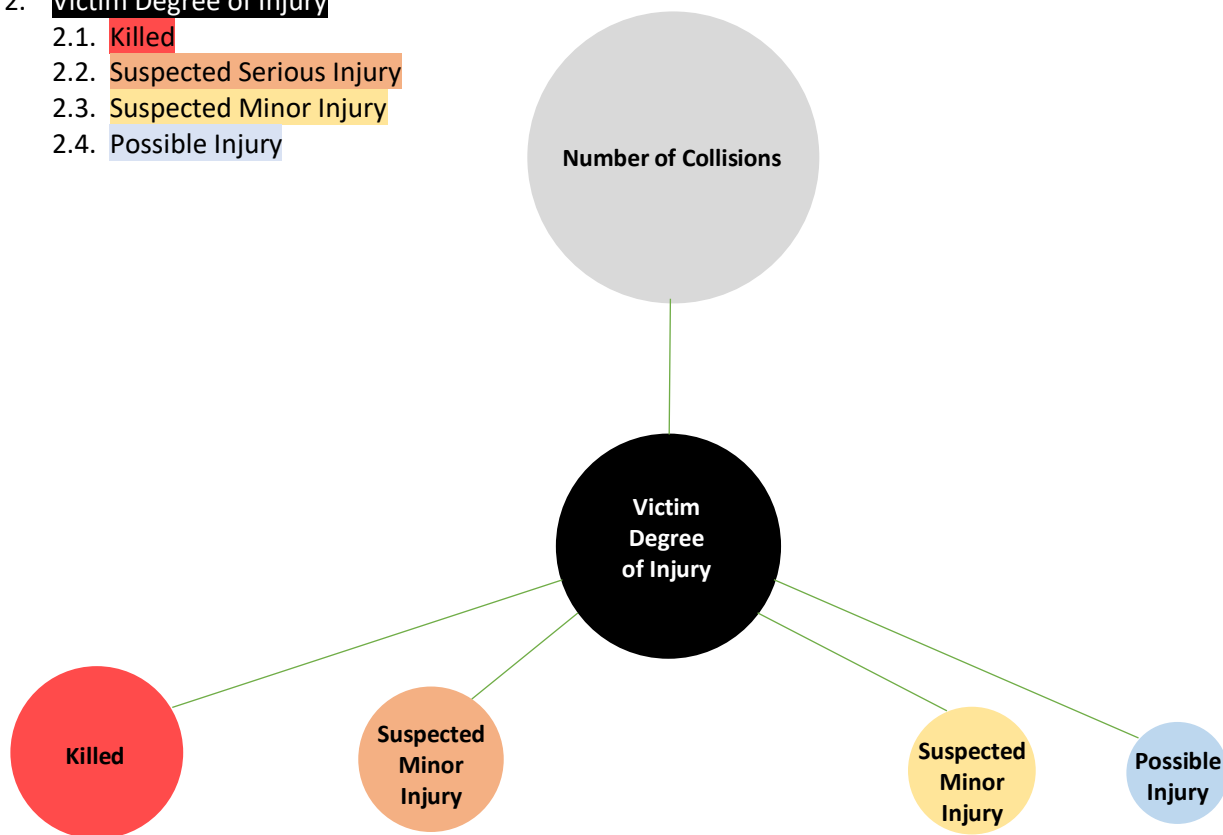 2. Victim Degree of Injury
2.1. Killed
2.2. Suspected Serious Injury
2.3. Suspected Minor Injury
2.4. Possible Injury
Number of Collisions
Victim
Degree
of Injury
Killed
Suspected
Minor
Injury
Suspected
Minor
Injury
Possible
Injury